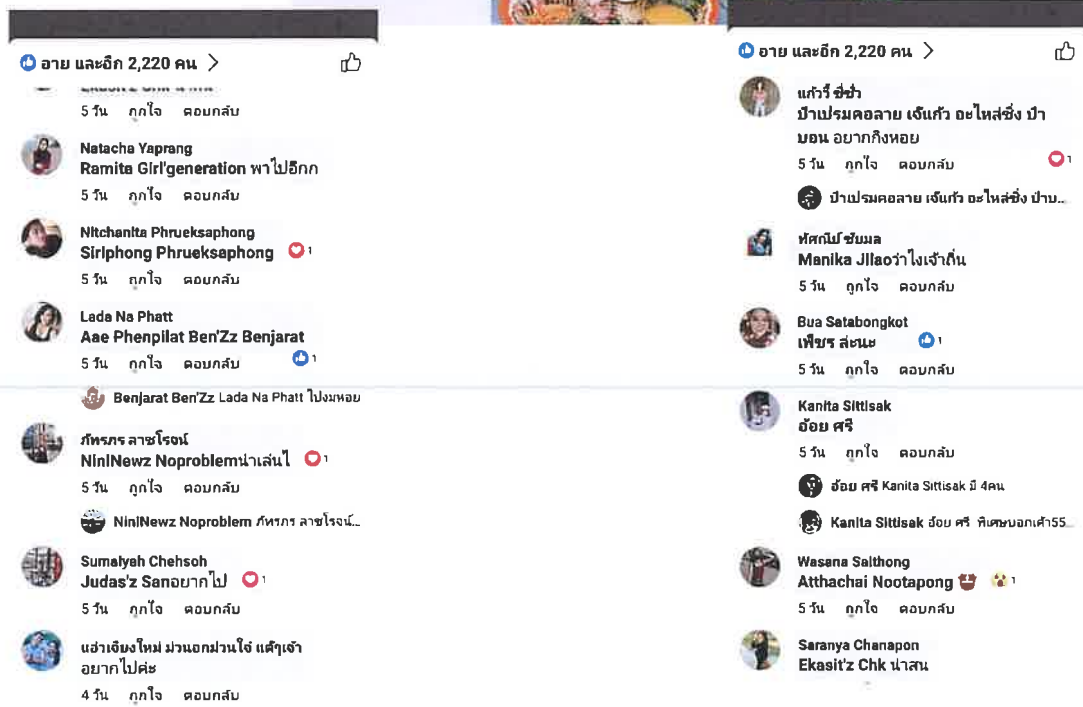 อาย และอีก 2,220 คน
5 วัน ถูกใจ ตอบกลับ
Natacha Yaprang
Ramita Girl'generation พาไปอีกก
5 วัน ถูกใจ ตอบกลับ
Nitchanita Phrueksaphong
Siriphong Phrueksaphong 1
5 วัน ถูกใจ ตอบกลับ
Lada Na Phatt
Aae Phenpilat Ben'Zz Benjarat
5 วัน ถูกใจ ตอบกลับ 1
Benjarat Ben'Zz Lada Na Phatt ไปงมหอย
ภัทรภร ลาชโรจน์
NiniNewz Noproblemน่าเล่นไ 1
5 วัน ถูกใจ ตอบกลับ
NiniNewz Noproblem ภัทรภร ลาชโรจน์...
Sumaiyah Chehsoh
Judas'z Sanอยากไป 1
5 วัน ถูกใจ ตอบกลับ
แอ่วเจียงใหม่ ม่วนอกม่วนใจ๋ แต๊ๆเจ้า
อยากไปค่ะ
4 วัน ถูกใจ ตอบกลับ
อาย และอีก 2,220 คน
แก้ววี้ ซี่ซ่า
ป๋าเปรมคอลาย เจ๊แก้ว อะไหล่ซิ่ง ป่า
บอน อยากกิงหอย
5 วัน ถูกใจ ตอบกลับ 1
ป๋าเปรมคอลาย เจ๊แก้ว อะไหล่ซิ่ง ป่าบ...
ทัศณีย์ ชัยมล
Manika Jilaoว่าไงเจ้าถิ่น
5 วัน ถูกใจ ตอบกลับ
Bua Satabongkot
เพ็ชร ล่ะนะ 1
5 วัน ถูกใจ ตอบกลับ
Kanita Sittisak
อ้อย ศรี
5 วัน ถูกใจ ตอบกลับ
อ้อย ศรี Kanita Sittisak มี 4คน
Kanita Sittisak อ้อย ศรี พิเศษบอกเค้า55...
Wasana Saithong
Atthachai Nootapong 1
5 วัน ถูกใจ ตอบกลับ
Saranya Chanapon
Ekasit'z Chk น่าสน